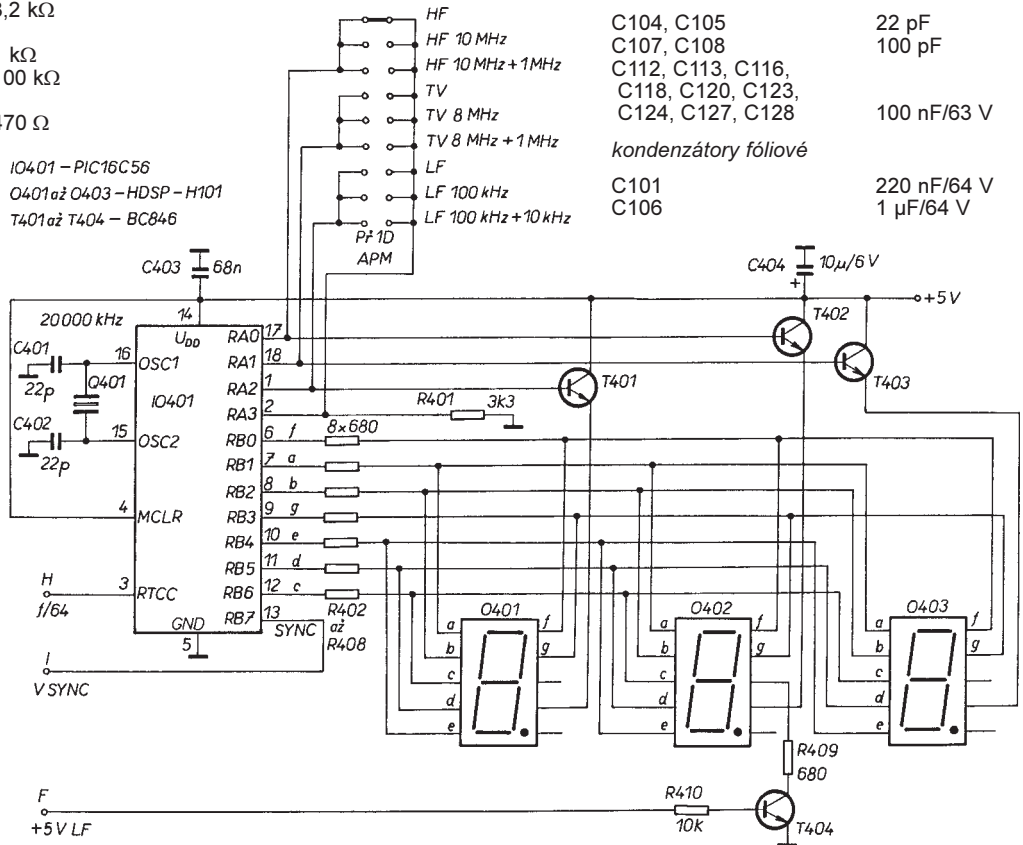 3,2 kΩ
kΩ
00 kΩ
470 Ω
IO401 – PIC16C56
O401 až O403 – HDSP – H101
T401 až T404 – BC846
HF
HF 10 MHz
HF 10 MHz + 1 MHz
TV
TV 8 MHz
TV 8 MHz + 1 MHz
LF
LF 100 kHz
LF 100 kHz + 10 kHz
Př 1D
APM
C104, C105 22 pF
C107, C108 100 pF
C112, C113, C116,
C118, C120, C123,
C124, C127, C128 100 nF/63 V
kondenzátory fóliové
C101 220 nF/64 V
C106 1 µF/64 V
C403 68n
C404 10µ/6V
+
+5V
20000 kHz
14
UDD
C401
22p
Q401
C402
22p
16 OSC1
15 OSC2
IO401
4 MCLR
H
f/64
3 RTCC
GND
5
I
V SYNC
RA0 17
RA1 18
RA2 1
RA3 2
RB0 6 f
RB1 7 a
RB2 8 b
RB3 9 g
RB4 10 e
RB5 11 d
RB6 12 c
RB7 13
SYNC
R401 3k3
8×680
R402
až
R408
T401
T402
T403
O401
a f
b g
c
d
e
O402
a f
b g
c
d
e
O403
a f
b g
c
d
e
R409
680
F
+5V LF
R410
10k
T404